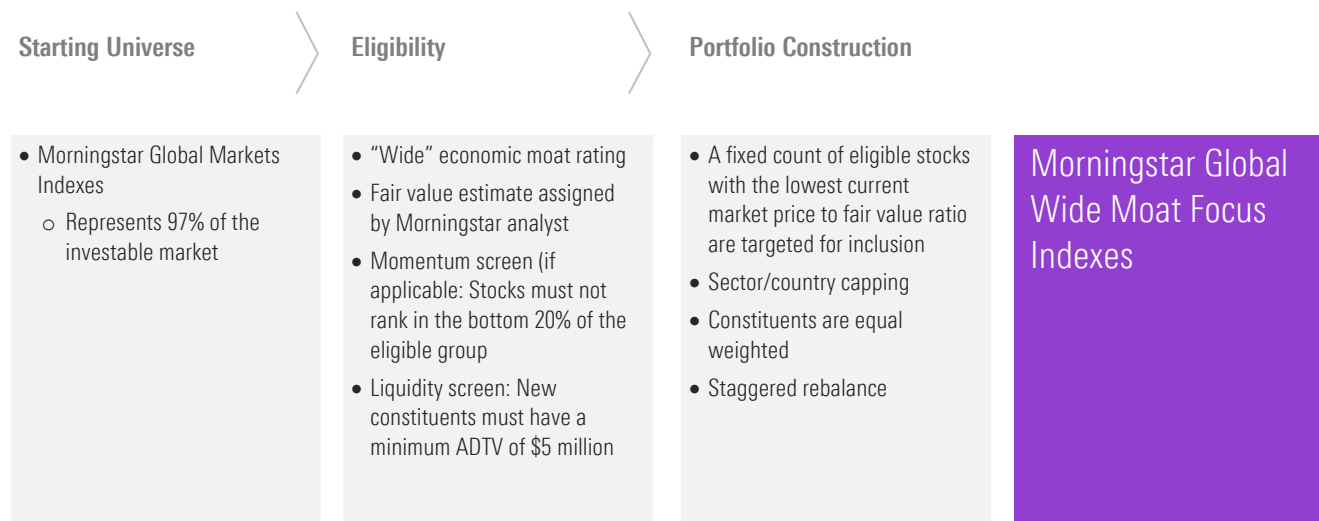 Starting Universe
Eligibility
Portfolio Construction
• Morningstar Global Markets
Indexes
○ Represents 97% of the
investable market
• “Wide” economic moat rating
• Fair value estimate assigned
by Morningstar analyst
• Momentum screen (if
applicable: Stocks must not
rank in the bottom 20% of the
eligible group
• Liquidity screen: New
constituents must have a
minimum ADTV of $5 million
• A fixed count of eligible stocks
with the lowest current
market price to fair value ratio
are targeted for inclusion
• Sector/country capping
• Constituents are equal
weighted
• Staggered rebalance
Morningstar Global
Wide Moat Focus
Indexes